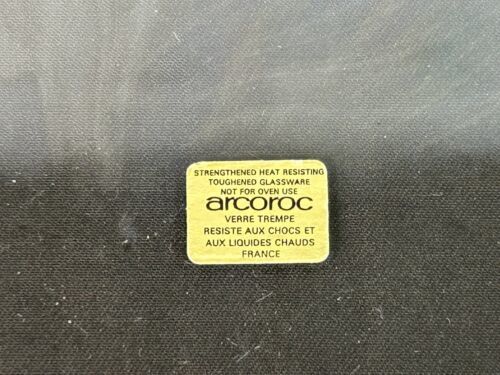 STRENGTHENED HEAT RESISTING
TOUGHENED GLASSWARE
NOT FOR OVEN USE
arcoroc
VERRE TREMPE
RESISTE AUX CHOCS ET
AUX LIQUIDES CHAUDS
FRANCE